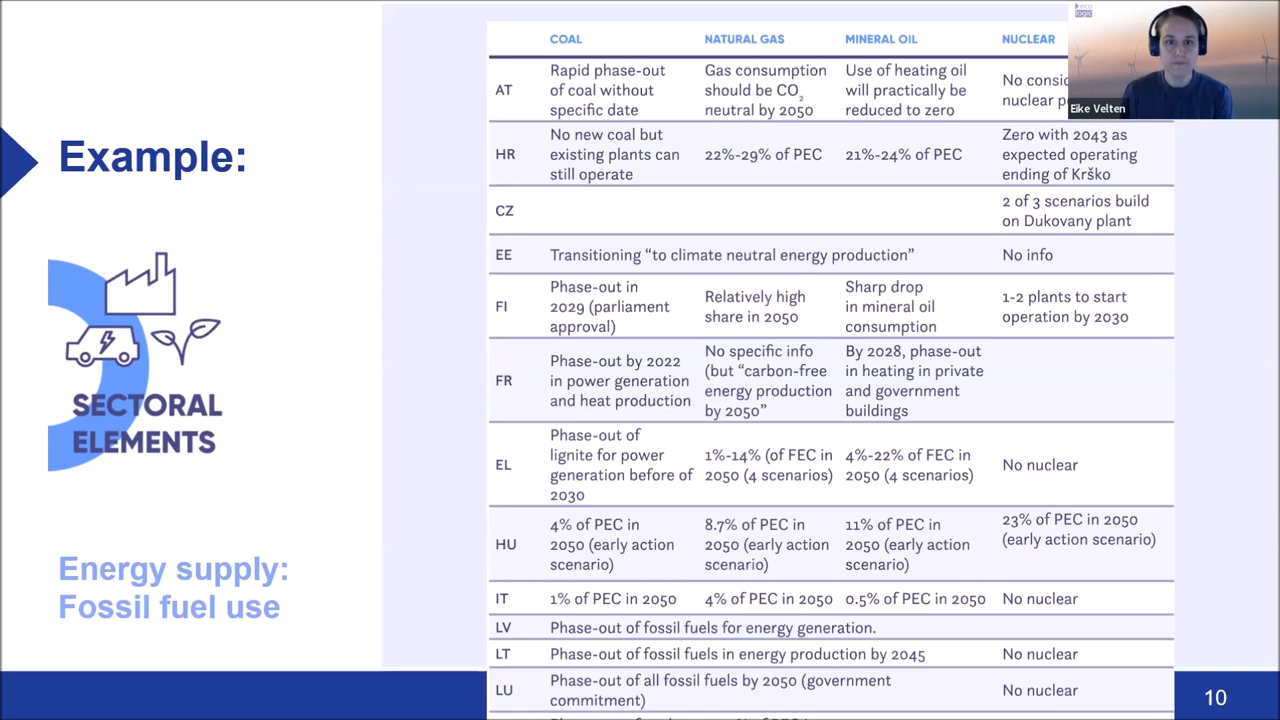 COAL NATURAL GAS MINERAL OIL NUCLEAR
eco
logic
Eike Velten
Example:
SECTORAL
ELEMENTS
Energy supply:
Fossil fuel use
AT
Rapid phase-out
of coal without
specific date
Gas consumption
should be CO2
neutral by 2050
Use of heating oil
will practically be
reduced to zero
No
nuclear
HR
No new coal but
existing plants can
still operate
22%-29% of PEC
21%-24% of PEC
Zero with 2043 as
expected operating
ending of Krško
CZ
2 of 3 scenarios build
on Dukovany plant
EE
Transitioning “to climate neutral energy production”
No info
FI
Phase-out in
2029 (parliament
approval)
Relatively high
share in 2050
Sharp drop
in mineral oil
consumption
1-2 plants to start
operation by 2030
FR
Phase-out by 2022
in power generation
and heat production
No specific info
(but “carbon-free
energy production
by 2050”
By 2028, phase-out
in heating in private
and government
buildings
EL
Phase-out of
lignite for power
generation before of
2030
1%-14% (of FEC in
2050 (4 scenarios)
4%-22% of FEC in
2050 (4 scenarios)
No nuclear
HU
4% of PEC in
2050 (early action
scenario)
8.7% of PEC in
2050 (early action
scenario)
11% of PEC in
2050 (early action
scenario)
23% of PEC in 2050
(early action scenario)
IT
1% of PEC in 2050
4% of PEC in 2050
0.5% of PEC in 2050
No nuclear
LV
Phase-out of fossil fuels for energy generation.
LT
Phase-out of fossil fuels in energy production by 2045
No nuclear
LU
Phase-out of all fossil fuels by 2050 (government
commitment)
No nuclear
10